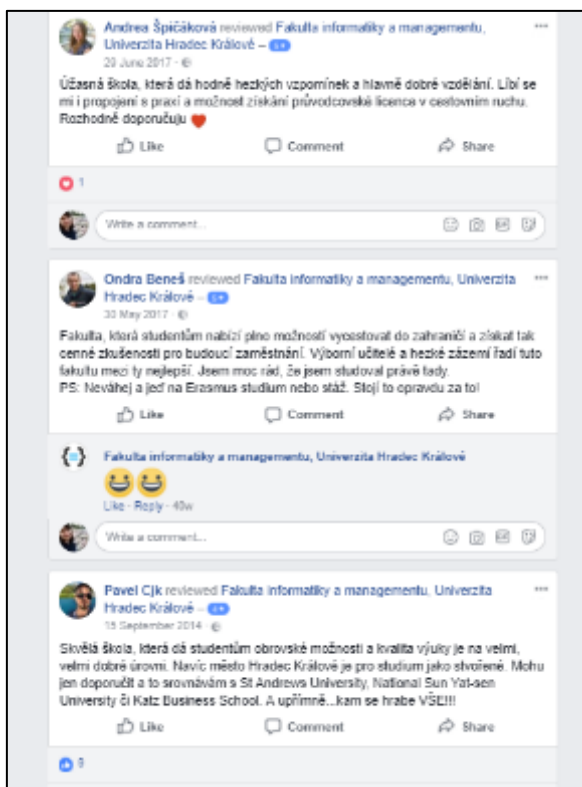 Andrea Špičáková reviewed Fakulta informatiky a managementu,
Univerzita Hradec Králové – 5★
29 June 2017
Úžasná škola, která dá hodně hezkých vzpomínek a hlavně dobré vzdělání. Líbí se
mi i propojení s praxí a možnost získání průvodcovské licence v cestovním ruchu.
Rozhodně doporučuju ❤
Like Comment Share
1
Write a comment...
Ondra Beneš reviewed Fakulta informatiky a managementu, Univerzita
Hradec Králové – 5★
30 May 2017
Fakulta, která studentům nabízí plno možností vycestovat do zahraničí a získat tak
cenné zkušenosti pro budoucí zaměstnání. Výborní učitelé a hezké zázemí řadí tuto
fakultu mezi ty nejlepší. Jsem moc rád, že jsem studoval právě tady.
PS: Neváhej a jeď na Erasmus studium nebo stáž. Stojí to opravdu za to!
Like Comment Share
Fakulta informatiky a managementu, Univerzita Hradec Králové
Like · Reply · 40w
Write a comment...
Pavel Cjk reviewed Fakulta informatiky a managementu, Univerzita
Hradec Králové – 5★
15 September 2014
Skvělá škola, která dá studentům obrovské možnosti a kvalita výuky je na velmi,
velmi dobré úrovni. Navíc město Hradec Králové je pro studium jako stvořené. Mohu
jen doporučit a to srovnávám s St Andrews University, National Sun Yat-sen
University či Katz Business School. A upřímně...kam se hrabe VŠE!!!
Like Comment Share
9